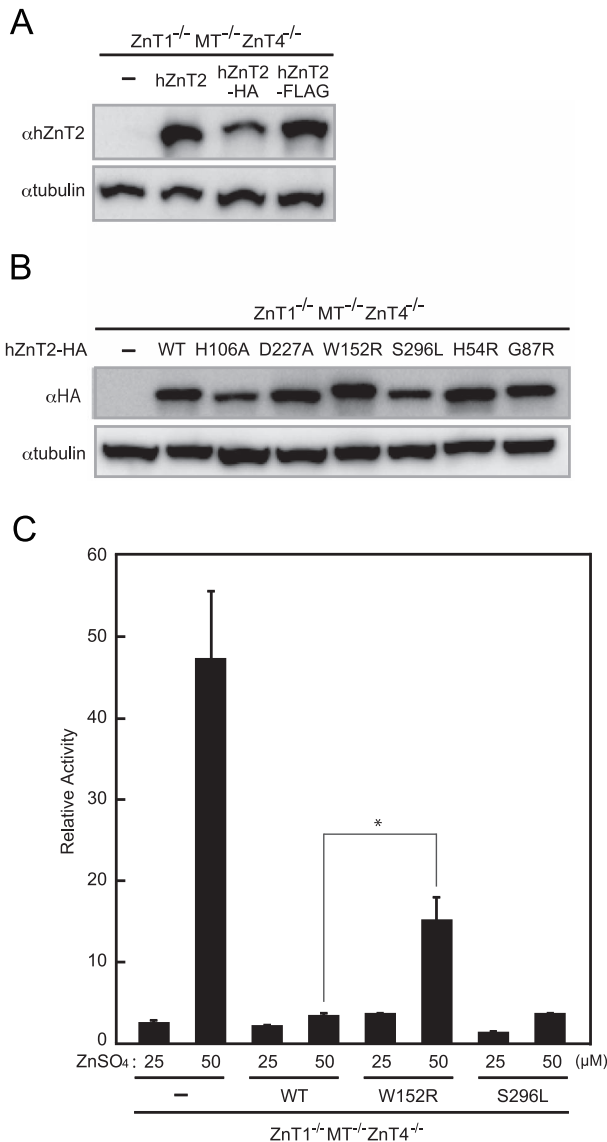 A
ZnT1-/- MT-/- ZnT4-/-
– hZnT2 hZnT2-HA hZnT2-FLAG
αhZnT2
αtubulin
B
ZnT1-/- MT-/- ZnT4-/-
hZnT2-HA – WT H106A D227A W152R S296L H54R G87R
αHA
αtubulin
C
60
50
40
30
20
10
0
Relative Activity
*
ZnSO4: 25 50 25 50 25 50 25 50 (μM)
– WT W152R S296L
ZnT1-/- MT-/- ZnT4-/-